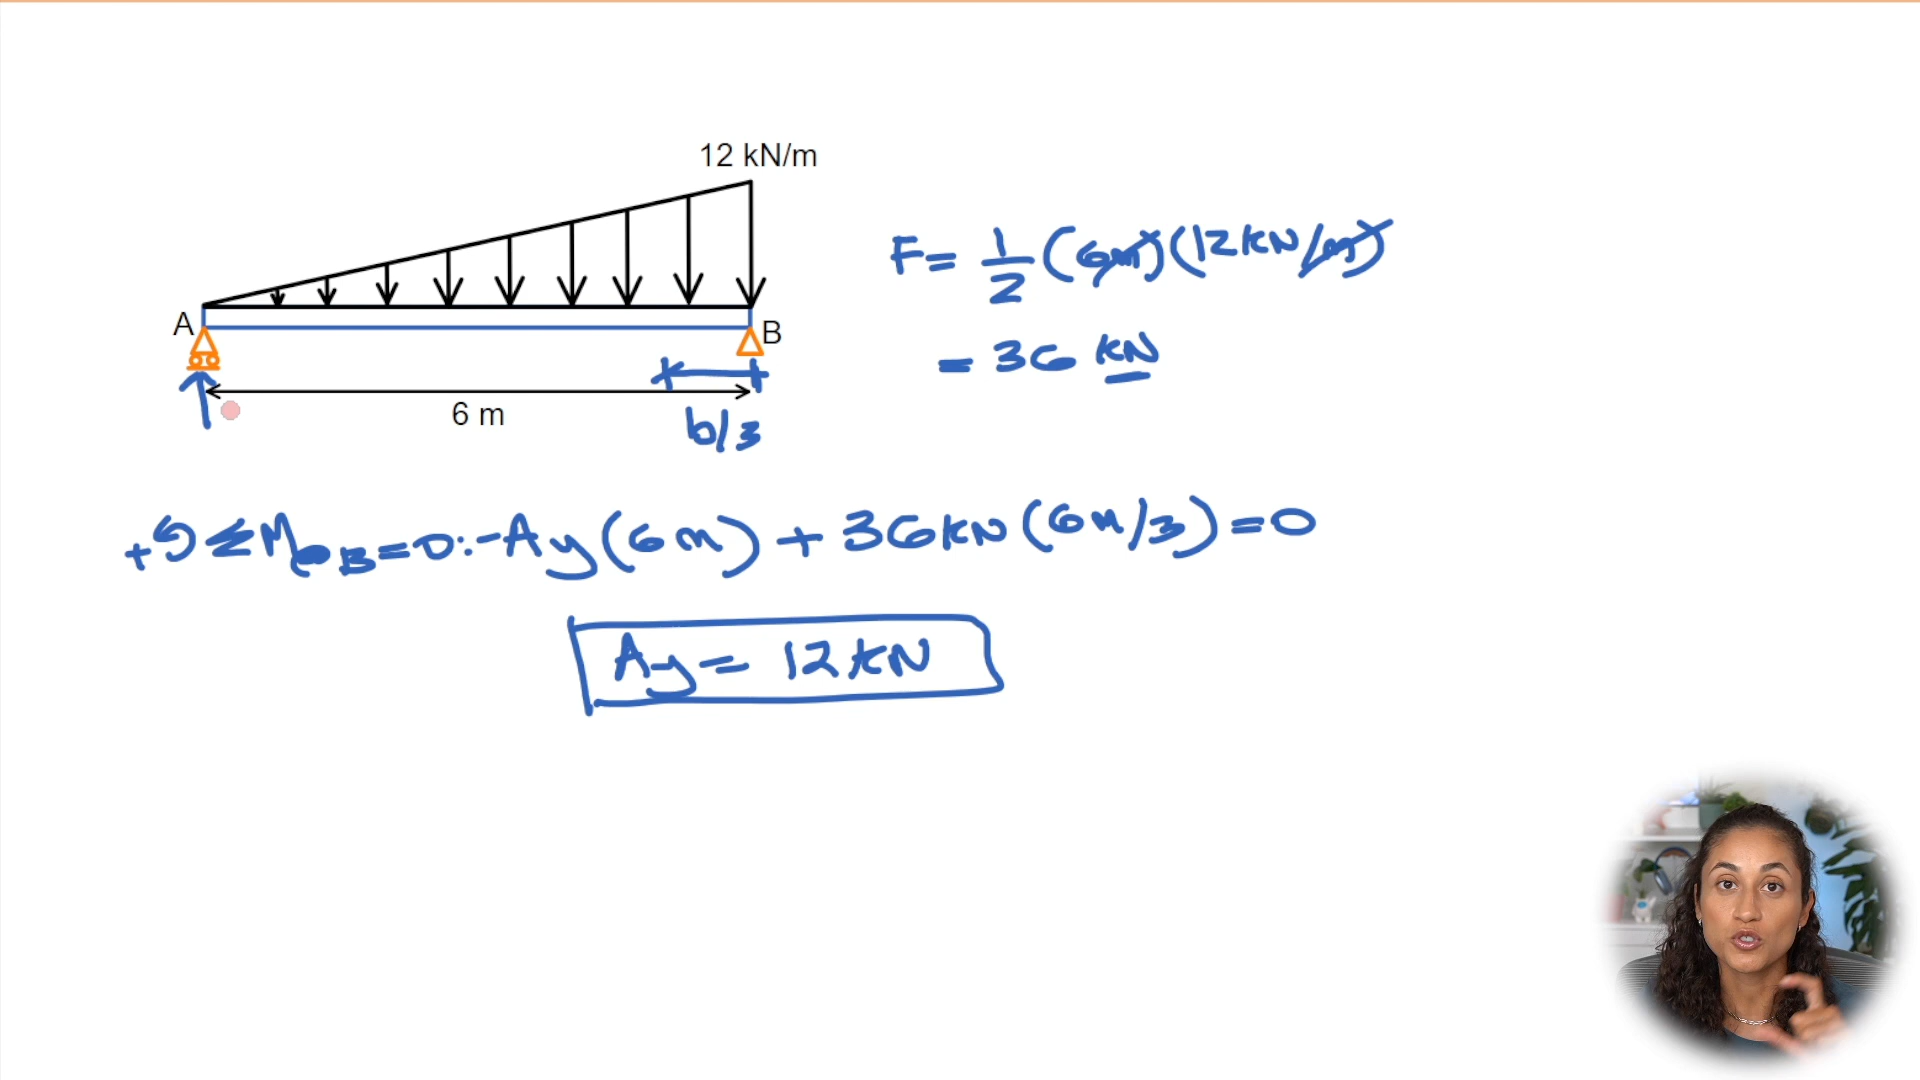 12 kN/m
A
B
6 m
b/3
F = 1/2 (6m)(12kN/m)
= 36 kN
+↺ ΣM@B=0: -Ay(6m) + 36kN(6m/3)=0
Ay = 12kN